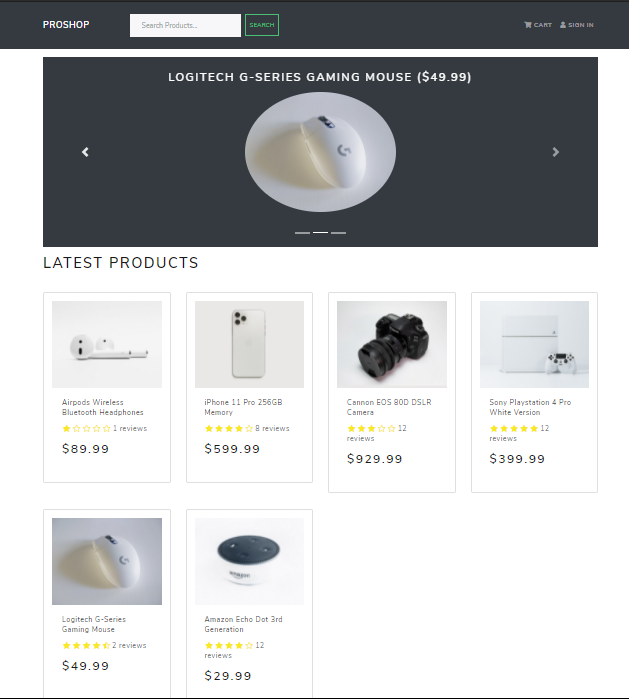 PROSHOP Search Products... SEARCH CART SIGN IN
LOGITECH G-SERIES GAMING MOUSE ($49.99)
LATEST PRODUCTS
Airpods Wireless
Bluetooth Headphones
1 reviews
$89.99
iPhone 11 Pro 256GB
Memory
8 reviews
$599.99
Cannon EOS 80D DSLR
Camera
12
reviews
$929.99
Sony Playstation 4 Pro
White Version
12
reviews
$399.99
Logitech G-Series
Gaming Mouse
2 reviews
$49.99
amazon
Amazon Echo Dot 3rd
Generation
12
reviews
$29.99